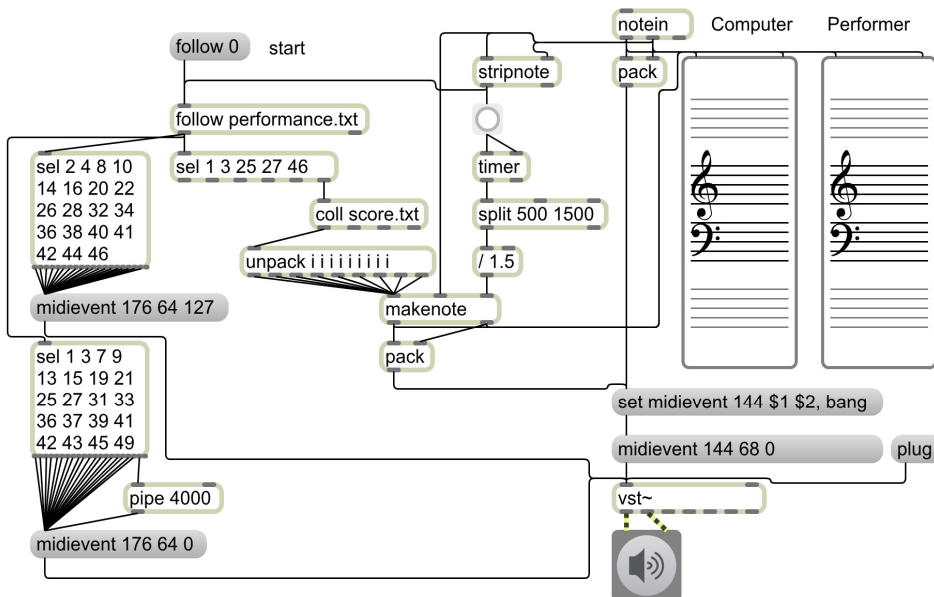 notein
Computer
Performer
follow 0
start
stripnote
pack
follow performance.txt
sel 2 4 8 10
14 16 20 22
26 28 32 34
36 38 40 41
42 44 46
sel 1 3 25 27 46
timer
coll score.txt
split 500 1500
unpack i i i i i i i i i
/ 1.5
midievent 176 64 127
makenote
sel 1 3 7 9
13 15 19 21
25 27 31 33
36 37 39 41
42 43 45 49
pack
set midievent 144 $1 $2, bang
midievent 144 68 0
plug
pipe 4000
vst~
midievent 176 64 0